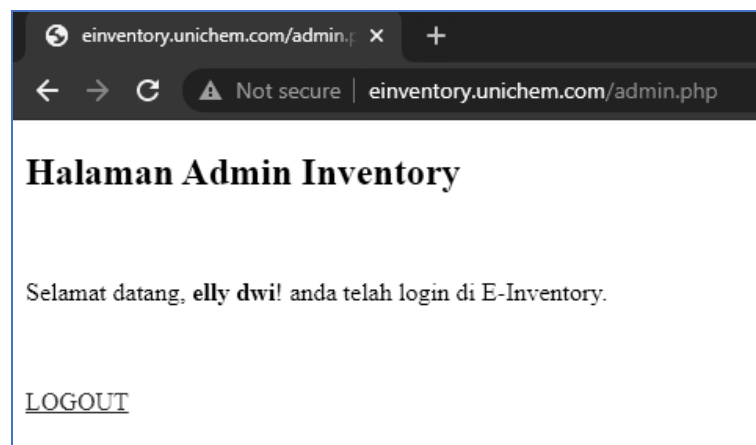 einventory.unichem.com/admin.p
Not secure | einventory.unichem.com/admin.php
Halaman Admin Inventory
Selamat datang, elly dwi! anda telah login di E-Inventory.
LOGOUT